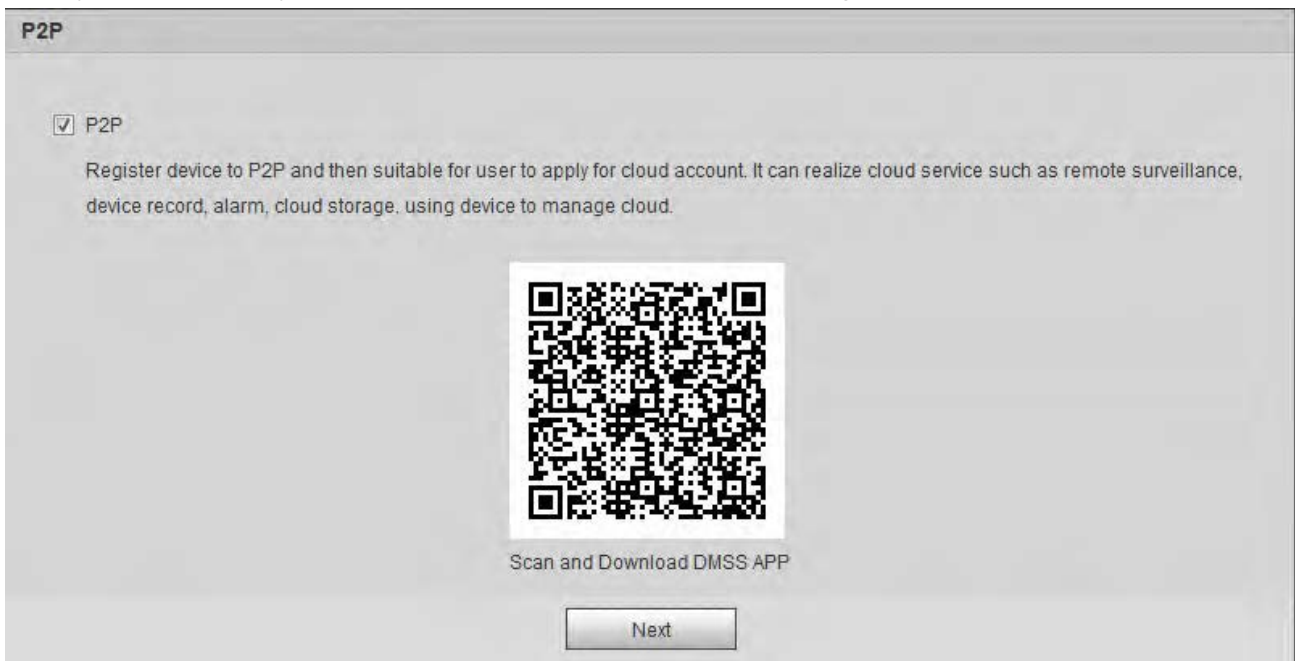 P2P
P2P
Register device to P2P and then suitable for user to apply for cloud account. It can realize cloud service such as remote surveillance,
device record, alarm, cloud storage, using device to manage cloud.
Scan and Download DMSS APP
Next